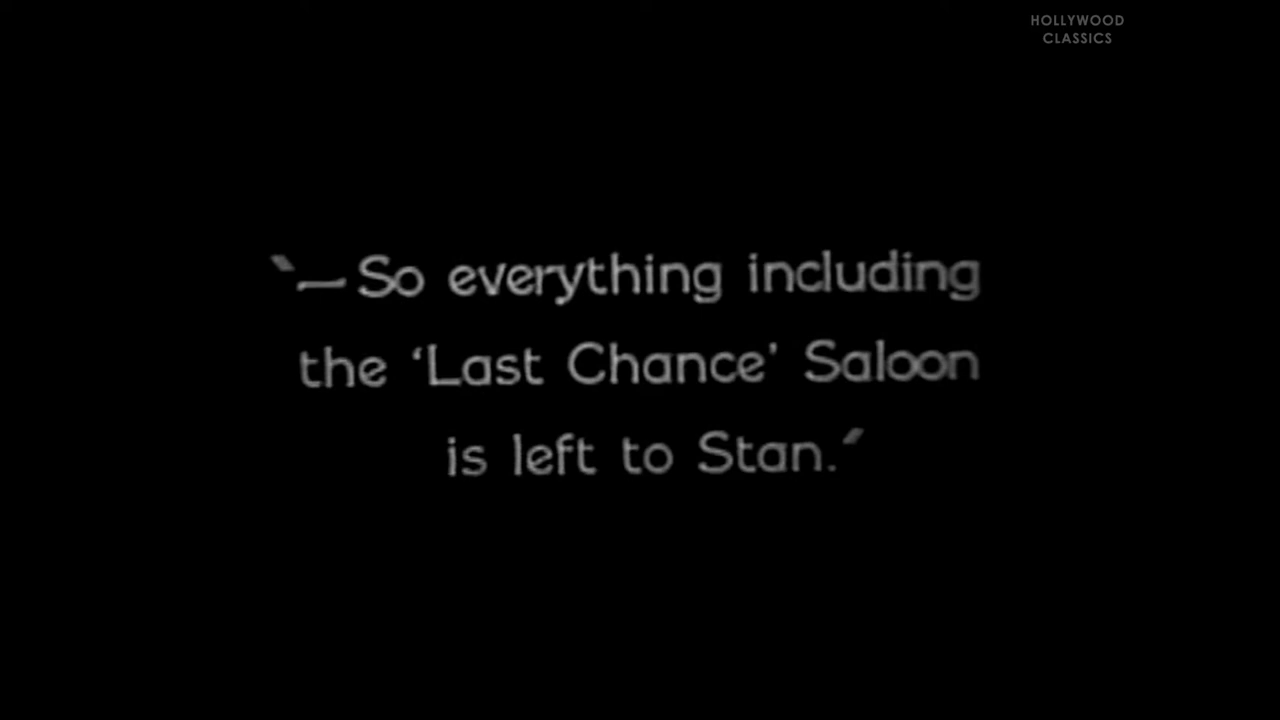 HOLLYWOOD
CLASSICS
"—So everything including
the ‘Last Chance’ Saloon
is left to Stan."